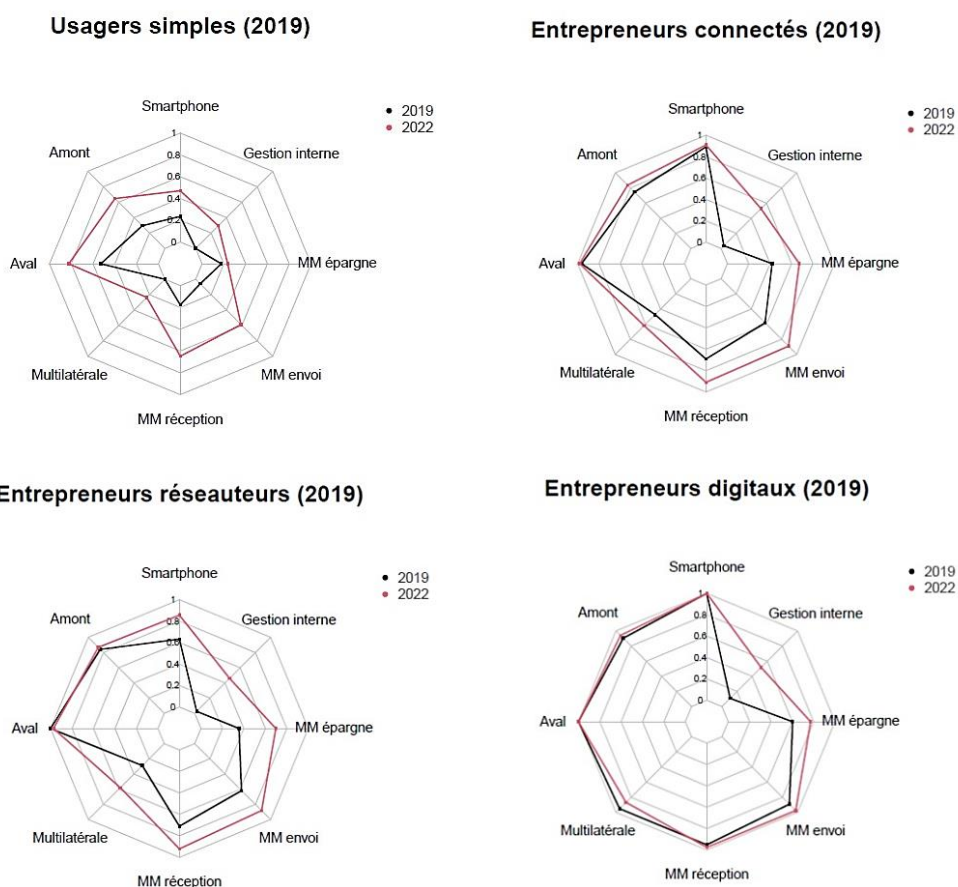 Usagers simples (2019)
Smartphone
2019
2022
Amont
Gestion interne
1
0.8
0.6
0.4
0.2
0
Aval
MM épargne
Multilatérale
MM envoi
MM réception
Entrepreneurs connectés (2019)
Smartphone
2019
2022
Amont
Gestion interne
1
0.8
0.6
0.4
0.2
0
Aval
MM épargne
Multilatérale
MM envoi
MM réception
Entrepreneurs réseauteurs (2019)
Smartphone
2019
2022
Amont
Gestion interne
1
0.8
0.6
0.4
0.2
0
Aval
MM épargne
Multilatérale
MM envoi
MM réception
Entrepreneurs digitaux (2019)
Smartphone
2019
2022
Amont
Gestion interne
1
0.8
0.6
0.4
0.2
0
Aval
MM épargne
Multilatérale
MM envoi
MM réception